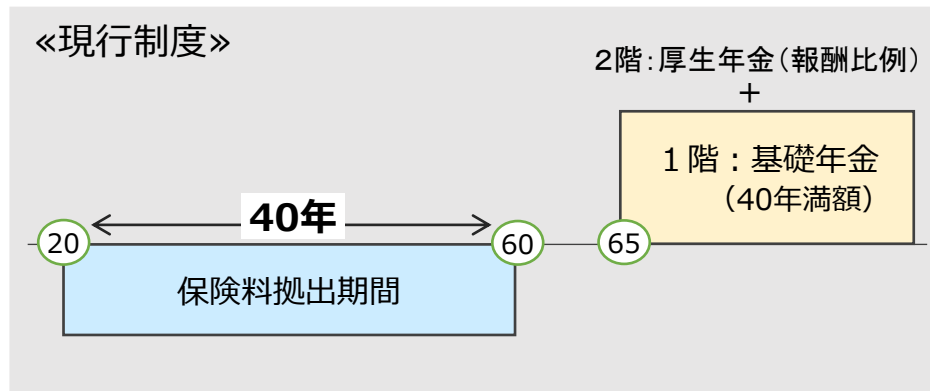 ≪現行制度≫
2階：厚生年金（報酬比例）
＋
１階：基礎年金
（40年満額）
40年
20
60
65
保険料拠出期間